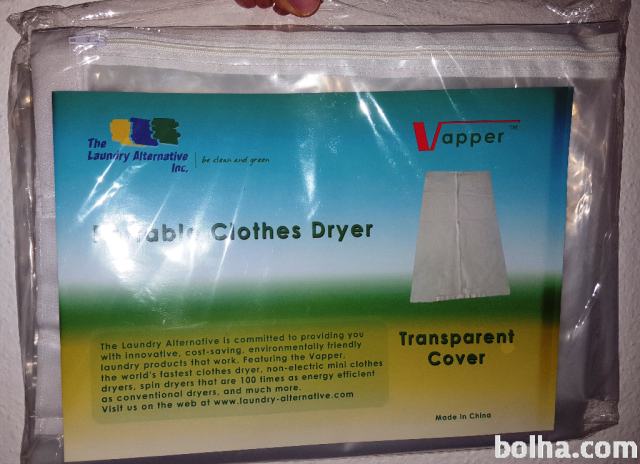 The
Laundry Alternative
Inc.
be clean and green
Vapper™
Portable Clothes Dryer
The Laundry Alternative is committed to providing you
with innovative, cost-saving, environmentally friendly
laundry products that work. Featuring the Vapper,
the world's fastest clothes dryer, non-electric mini clothes
dryers, spin dryers that are 100 times as energy efficient
as conventional dryers, and much more.
Visit us on the web at www.laundry-alternative.com
Transparent
Cover
Made in China
bolha.com